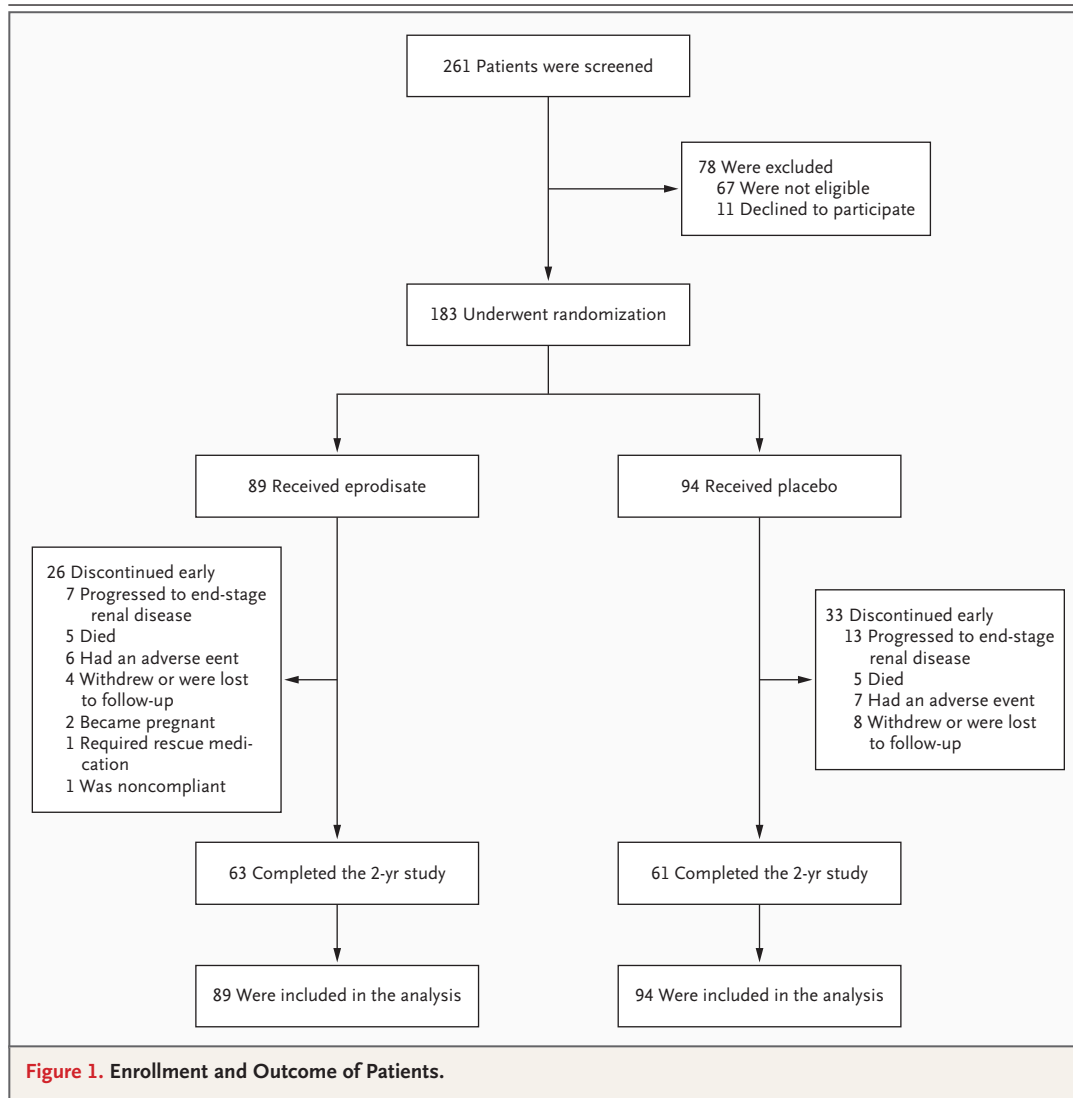 261 Patients were screened
78 Were excluded
67 Were not eligible
11 Declined to participate
183 Underwent randomization
89 Received eprodisate
94 Received placebo
26 Discontinued early
7 Progressed to end-stage
renal disease
5 Died
6 Had an adverse eent
4 Withdrew or were lost
to follow-up
2 Became pregnant
1 Required rescue medi-
cation
1 Was noncompliant
33 Discontinued early
13 Progressed to end-stage
renal disease
5 Died
7 Had an adverse event
8 Withdrew or were lost
to follow-up
63 Completed the 2-yr study
61 Completed the 2-yr study
89 Were included in the analysis
94 Were included in the analysis
Figure 1. Enrollment and Outcome of Patients.